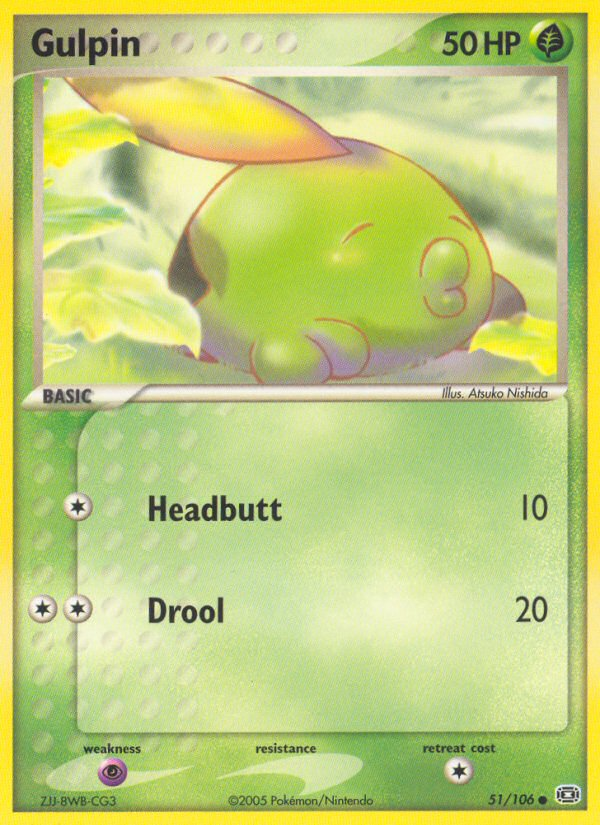 Gulpin 50 HP
BASIC Illus. Atsuko Nishida
Headbutt 10
Drool 20
weakness resistance retreat cost
ZJJ-8WB-CG3 ©2005 Pokémon/Nintendo 51/106